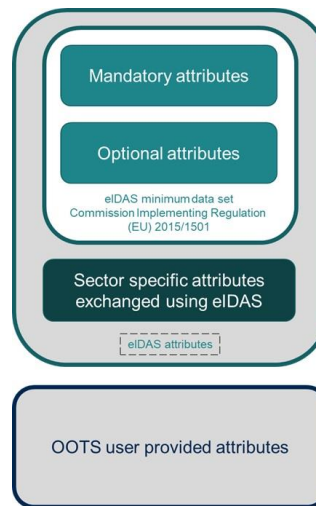 Mandatory attributes
Optional attributes
eIDAS minimum data set
Commission Implementing Regulation
(EU) 2015/1501
Sector specific attributes
exchanged using eIDAS
eIDAS attributes
OOTS user provided attributes